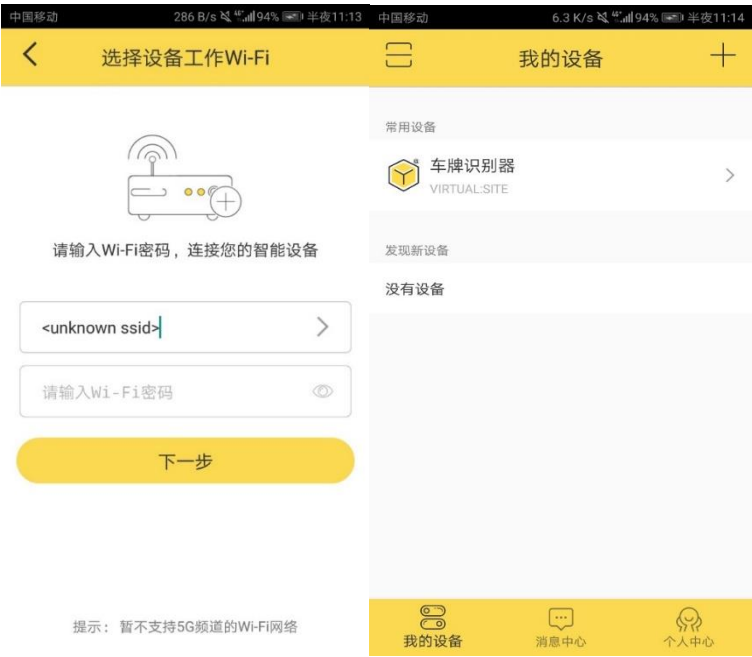 中国移动 286 B/s 94% 半夜11:13
选择设备工作Wi-Fi
请输入Wi-Fi密码，连接您的智能设备
<unknown ssid>
请输入Wi-Fi密码
下一步
提示：暂不支持5G频道的Wi-Fi网络
中国移动 6.3 K/s 94% 半夜11:14
我的设备
常用设备
车牌识别器
VIRTUAL:SITE
发现新设备
没有设备
我的设备 消息中心 个人中心